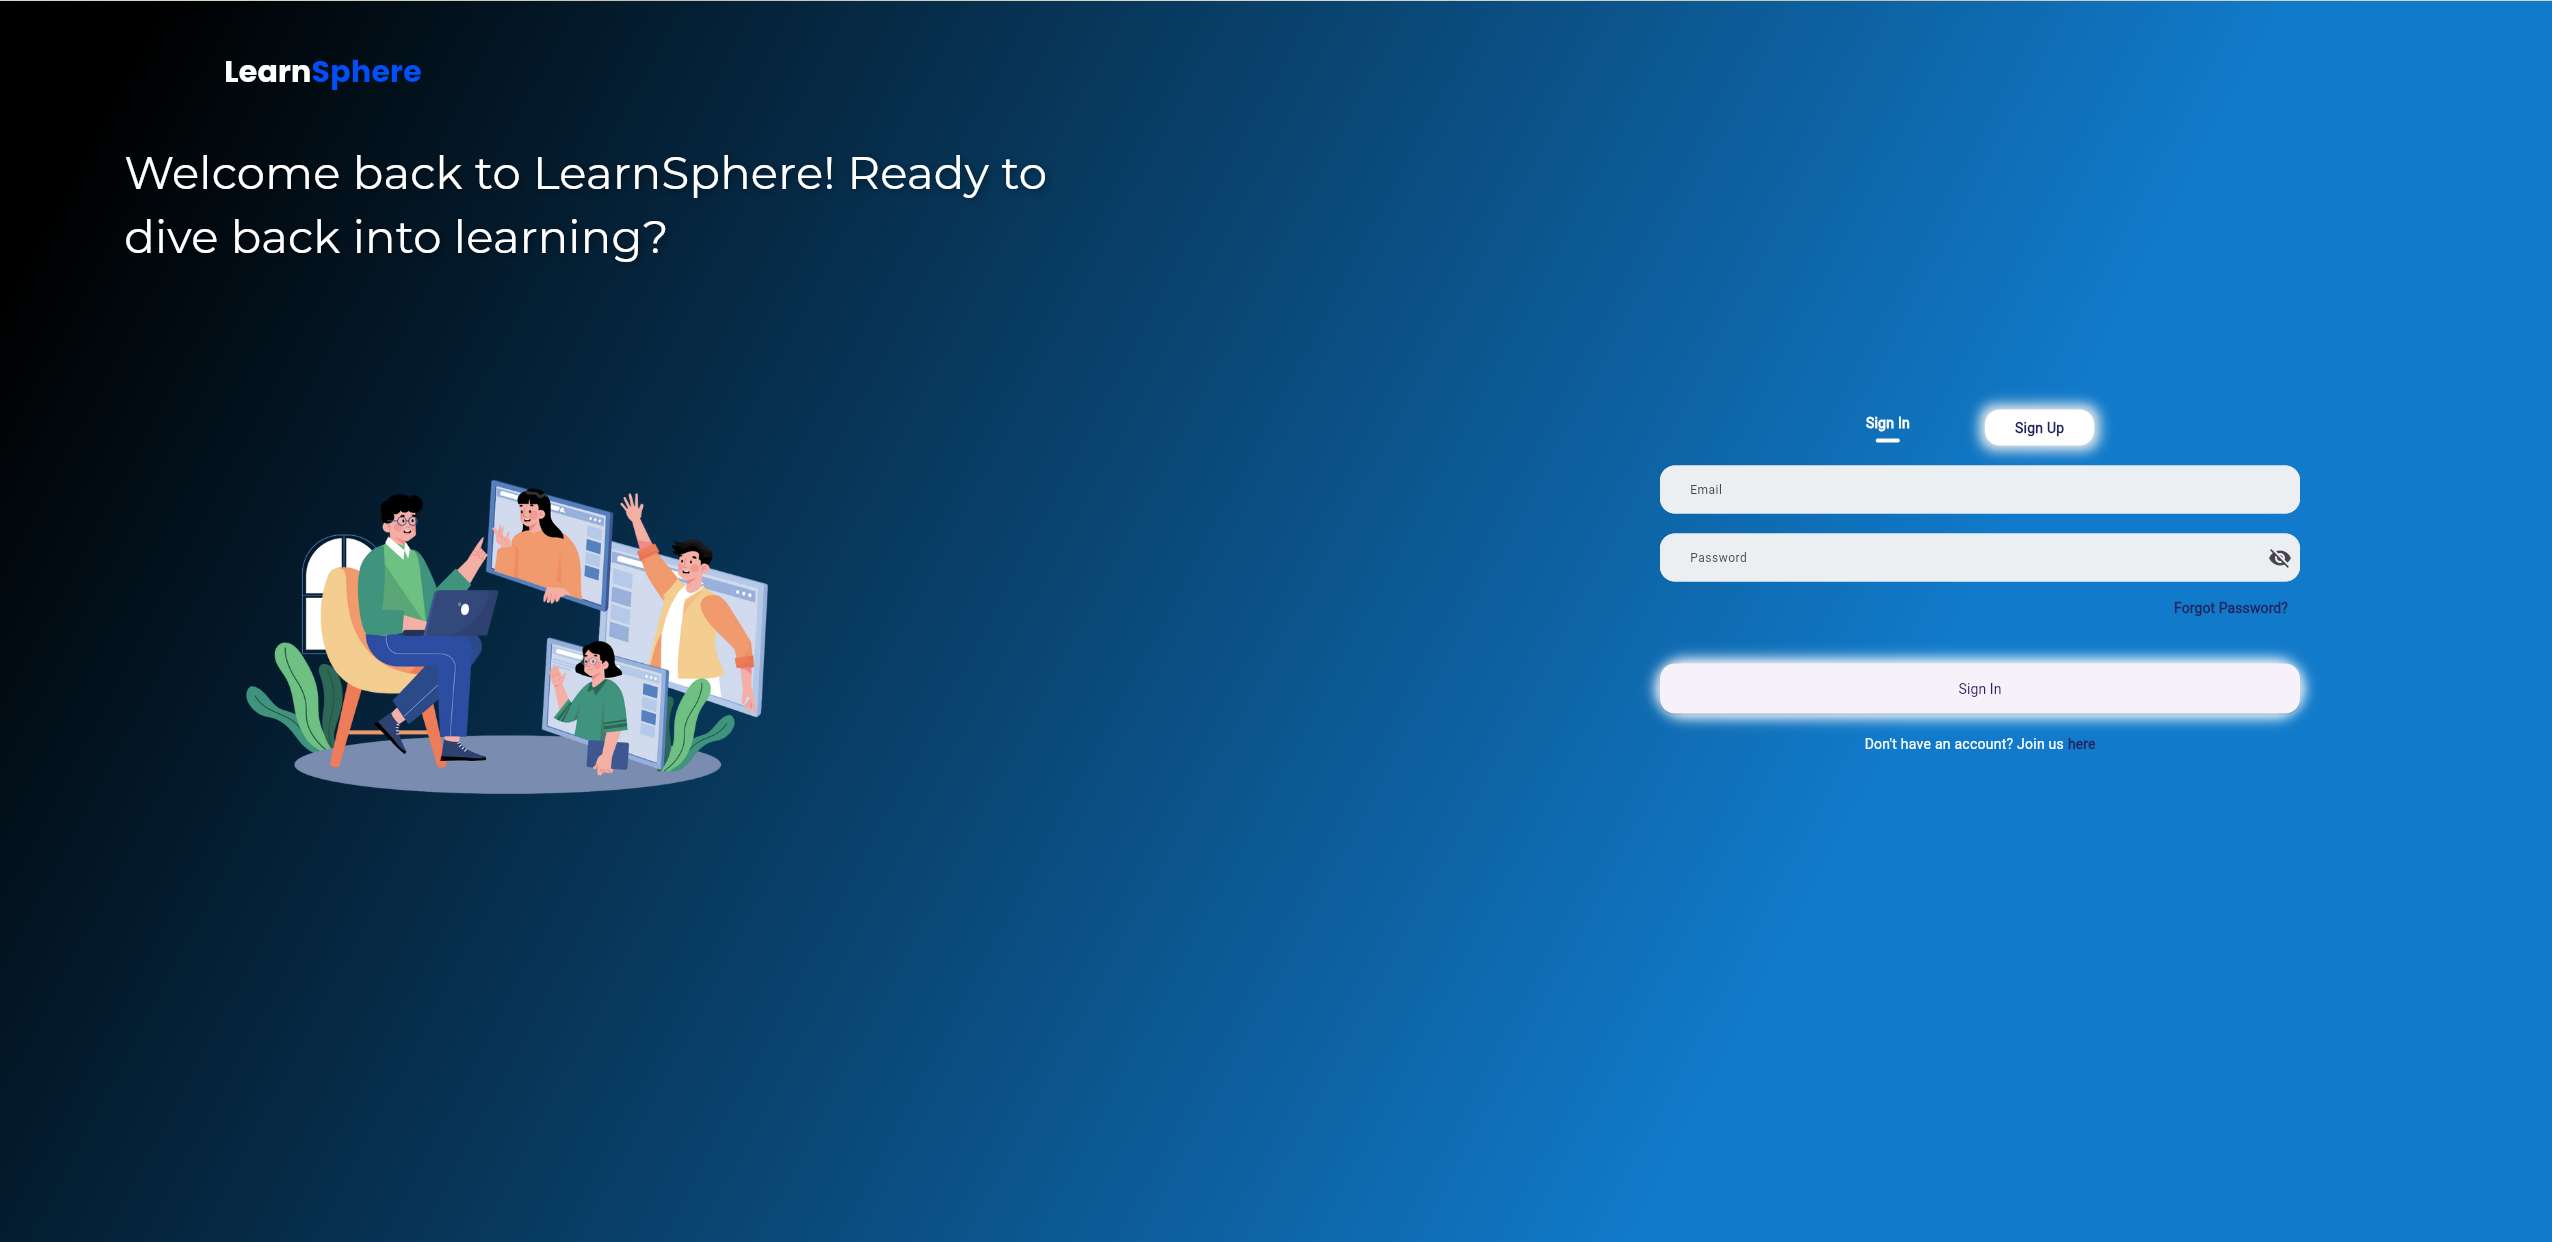 LearnSphere
Welcome back to LearnSphere! Ready to
dive back into learning?
Sign In
Sign Up
Email
Password
Forgot Password?
Sign In
Don't have an account? Join us here